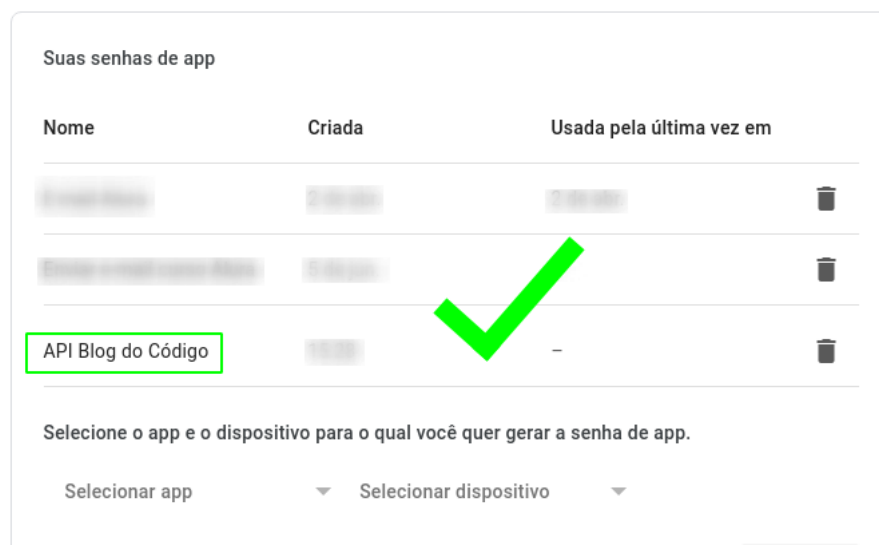 Suas senhas de app
Nome Criada Usada pela última vez em
API Blog do Código –
Selecione o app e o dispositivo para o qual você quer gerar a senha de app.
Selecionar app Selecionar dispositivo